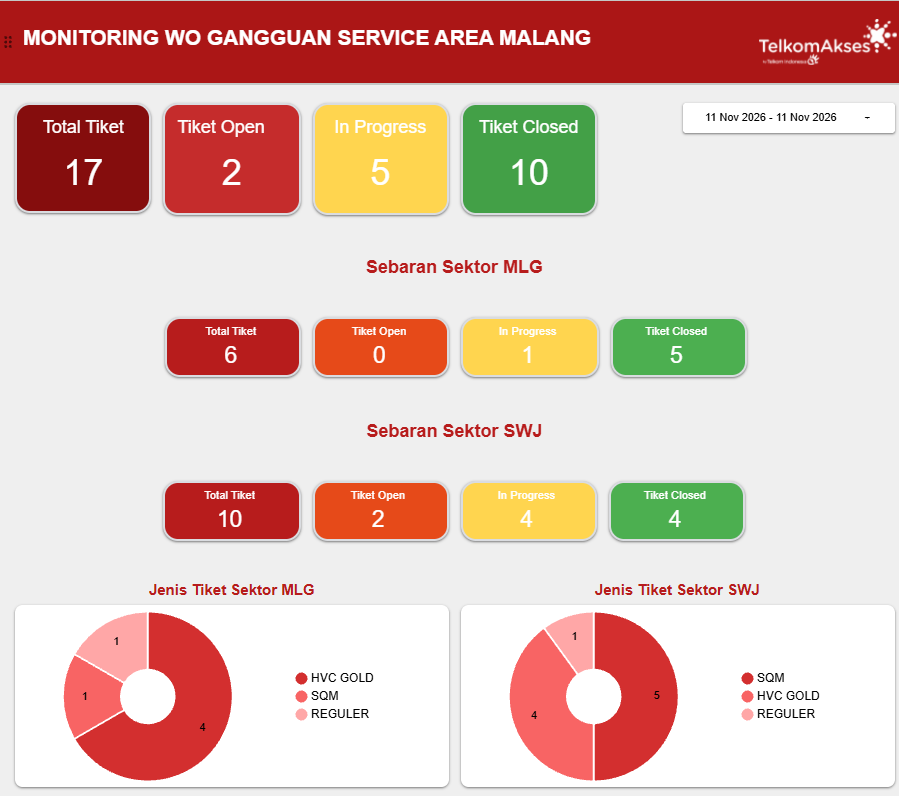 MONITORING WO GANGGUAN SERVICE AREA MALANG
TelkomAkses
by Telkom Indonesia
11 Nov 2026 - 11 Nov 2026
Total Tiket
17
Tiket Open
2
In Progress
5
Tiket Closed
10
Sebaran Sektor MLG
Total Tiket
6
Tiket Open
0
In Progress
1
Tiket Closed
5
Sebaran Sektor SWJ
Total Tiket
10
Tiket Open
2
In Progress
4
Tiket Closed
4
Jenis Tiket Sektor MLG
1
1
4
HVC GOLD
SQM
REGULER
Jenis Tiket Sektor SWJ
1
5
4
SQM
HVC GOLD
REGULER